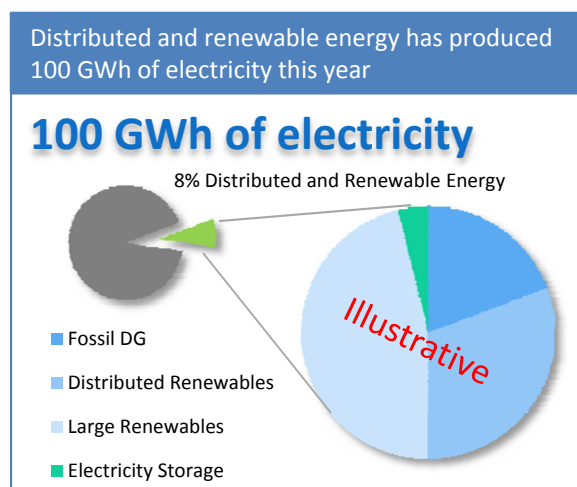 Distributed and renewable energy has produced
100 GWh of electricity this year
100 GWh of electricity
8% Distributed and Renewable Energy
Illustrative
Fossil DG
Distributed Renewables
Large Renewables
Electricity Storage